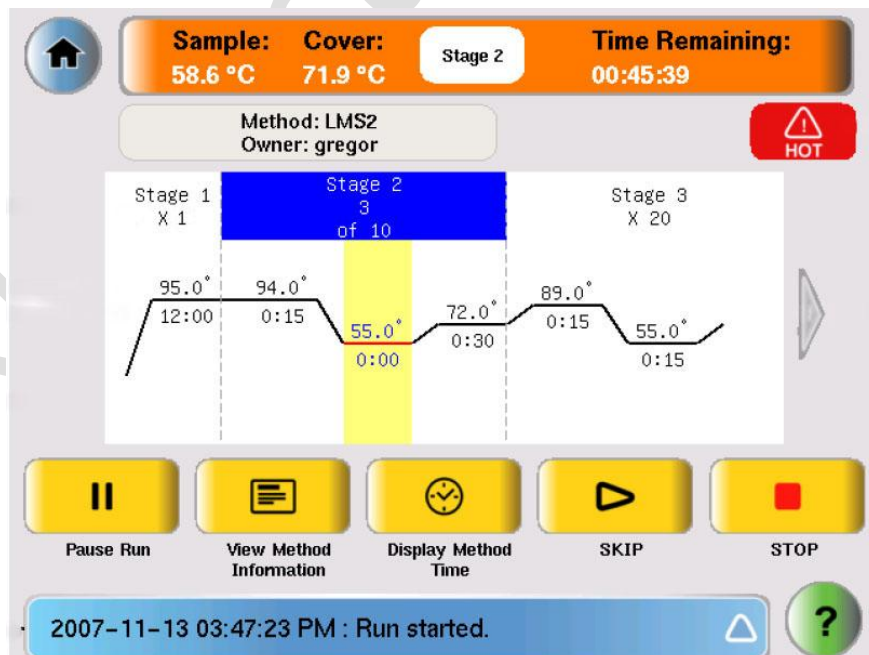 Sample: Cover: Stage 2 Time Remaining:
58.6 °C 71.9 °C 00:45:39
Method: LMS2
Owner: gregor
HOT
Stage 1
X 1
Stage 2
3
of 10
Stage 3
X 20
95.0° 94.0° 55.0° 72.0° 89.0° 55.0°
12:00 0:15 0:00 0:30 0:15 0:15
Pause Run
View Method
Information
Display Method
Time
SKIP
STOP
2007-11-13 03:47:23 PM : Run started.
?